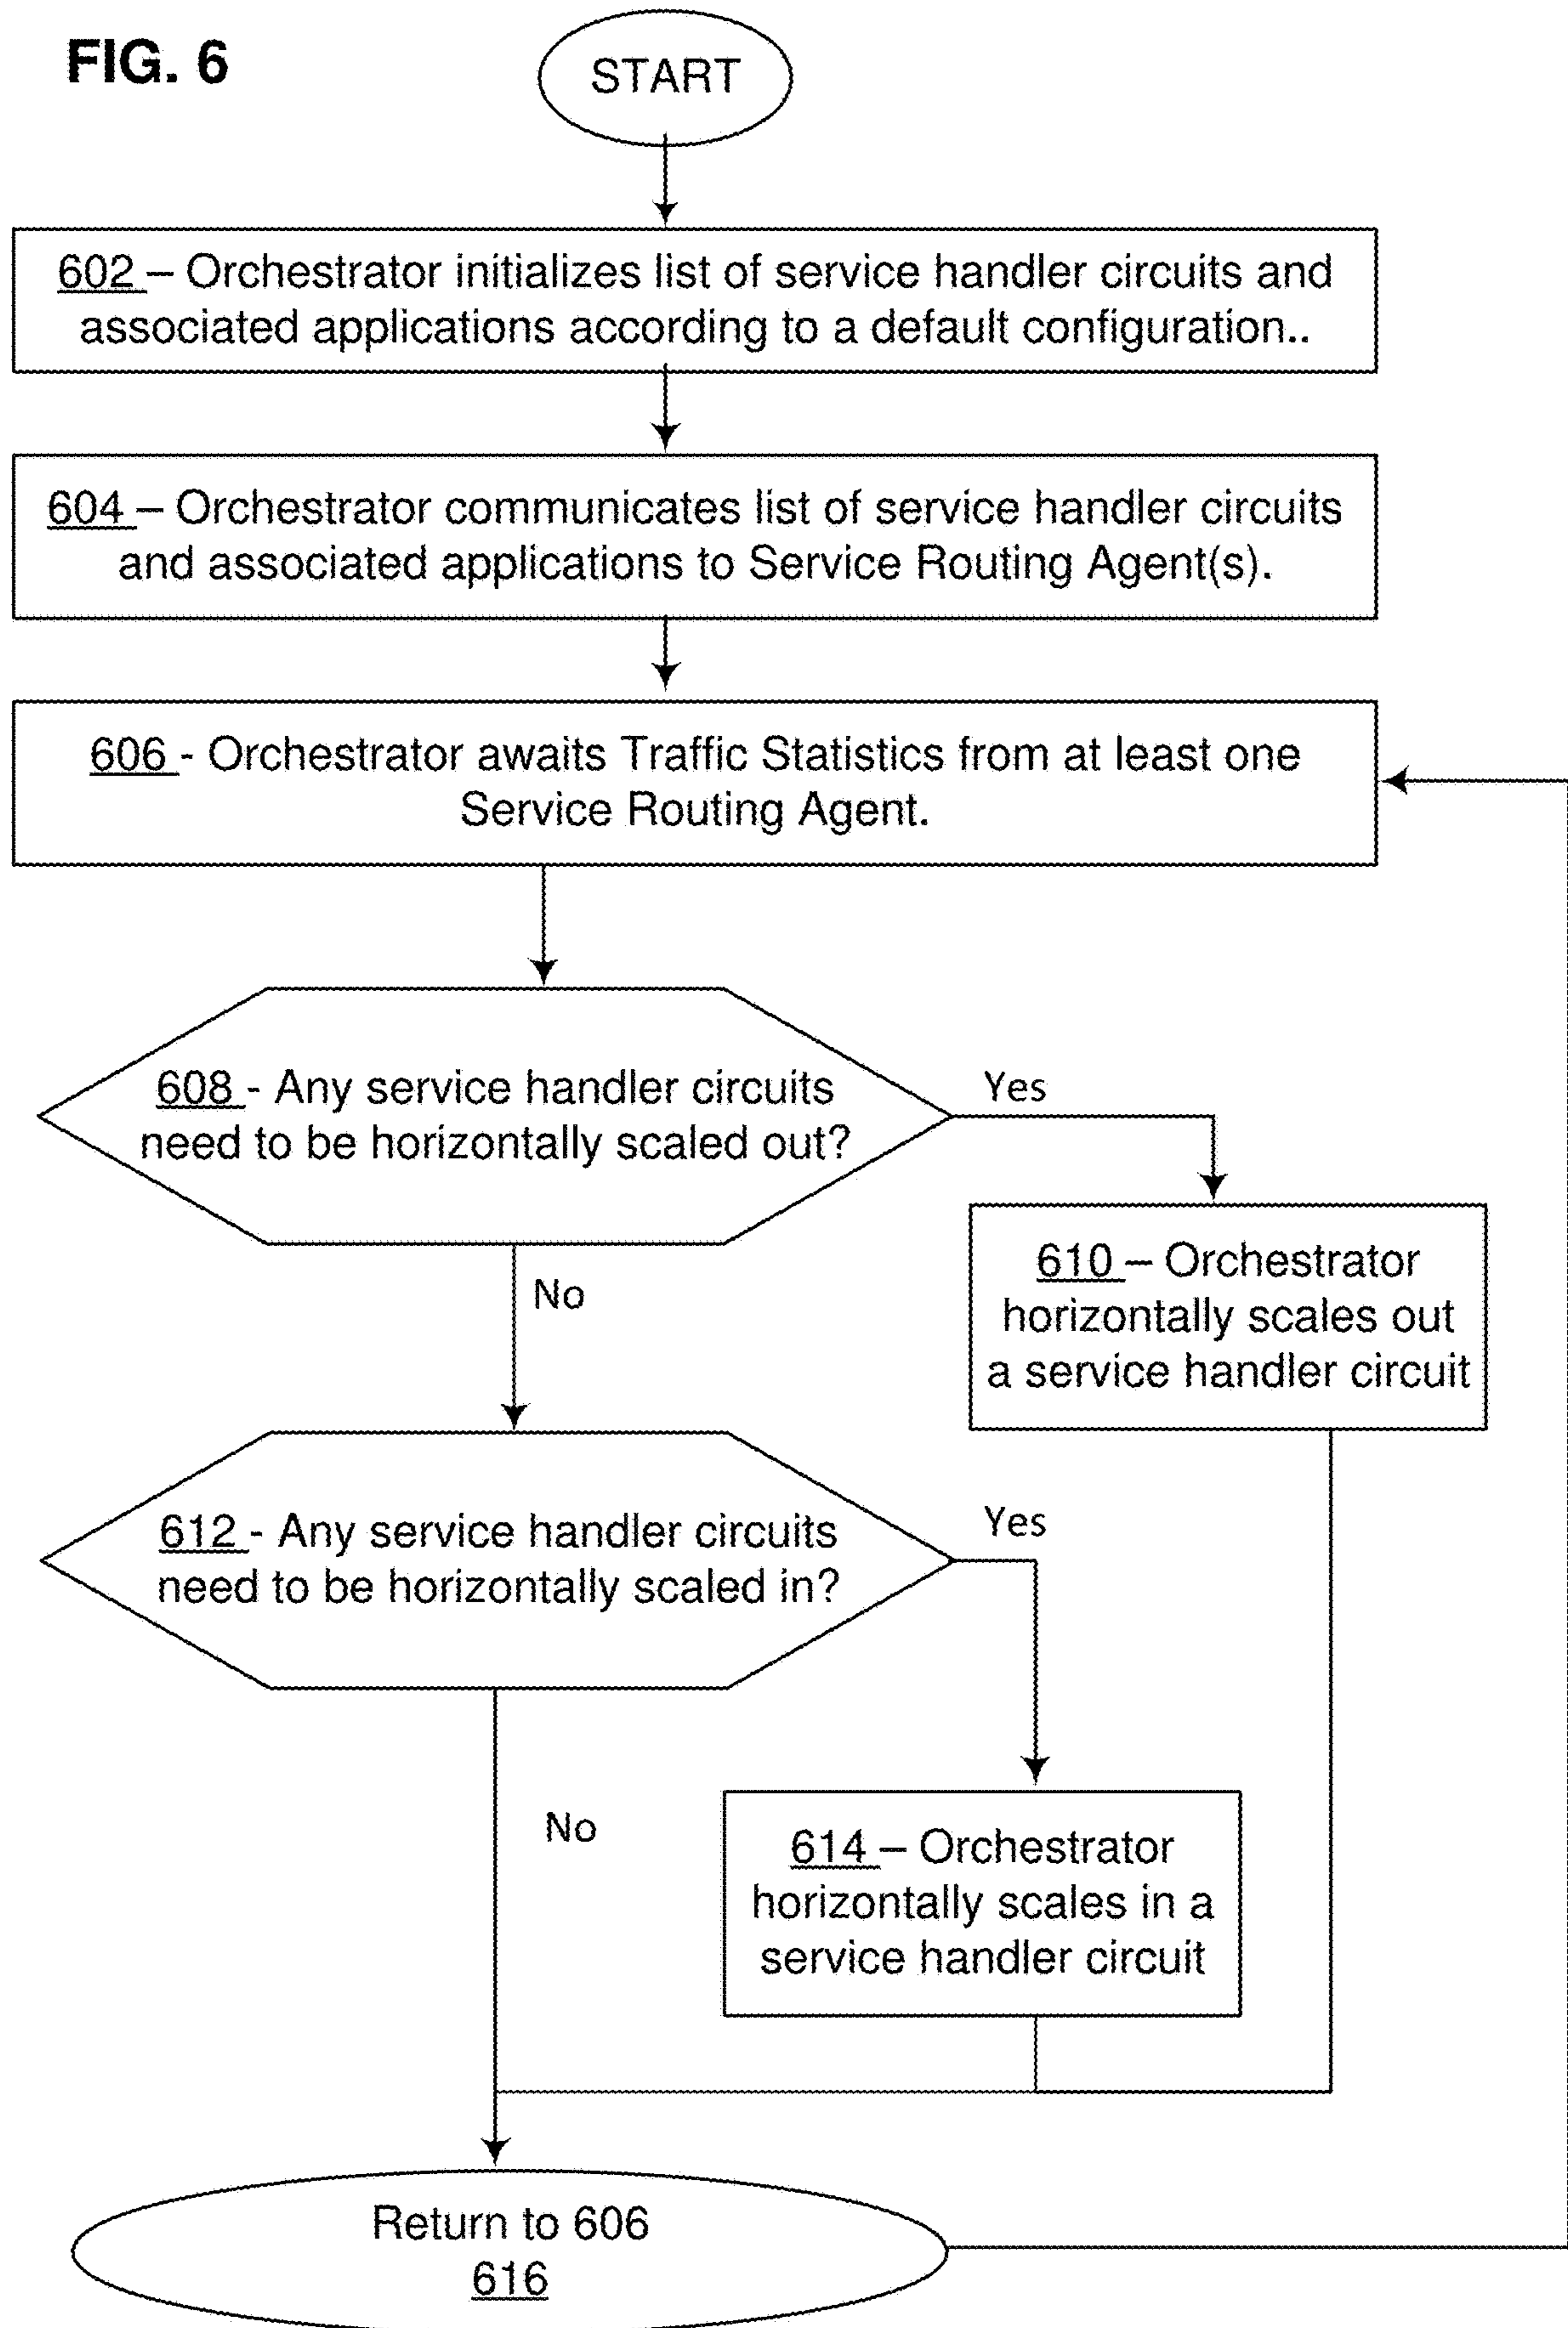 FIG. 6
START
602 – Orchestrator initializes list of service handler circuits and
associated applications according to a default configuration..
604 – Orchestrator communicates list of service handler circuits
and associated applications to Service Routing Agent(s).
606 - Orchestrator awaits Traffic Statistics from at least one
Service Routing Agent.
608 - Any service handler circuits
need to be horizontally scaled out?
Yes
610 – Orchestrator
horizontally scales out
a service handler circuit
No
612 - Any service handler circuits
need to be horizontally scaled in?
Yes
614 – Orchestrator
horizontally scales in a
service handler circuit
No
Return to 606
616